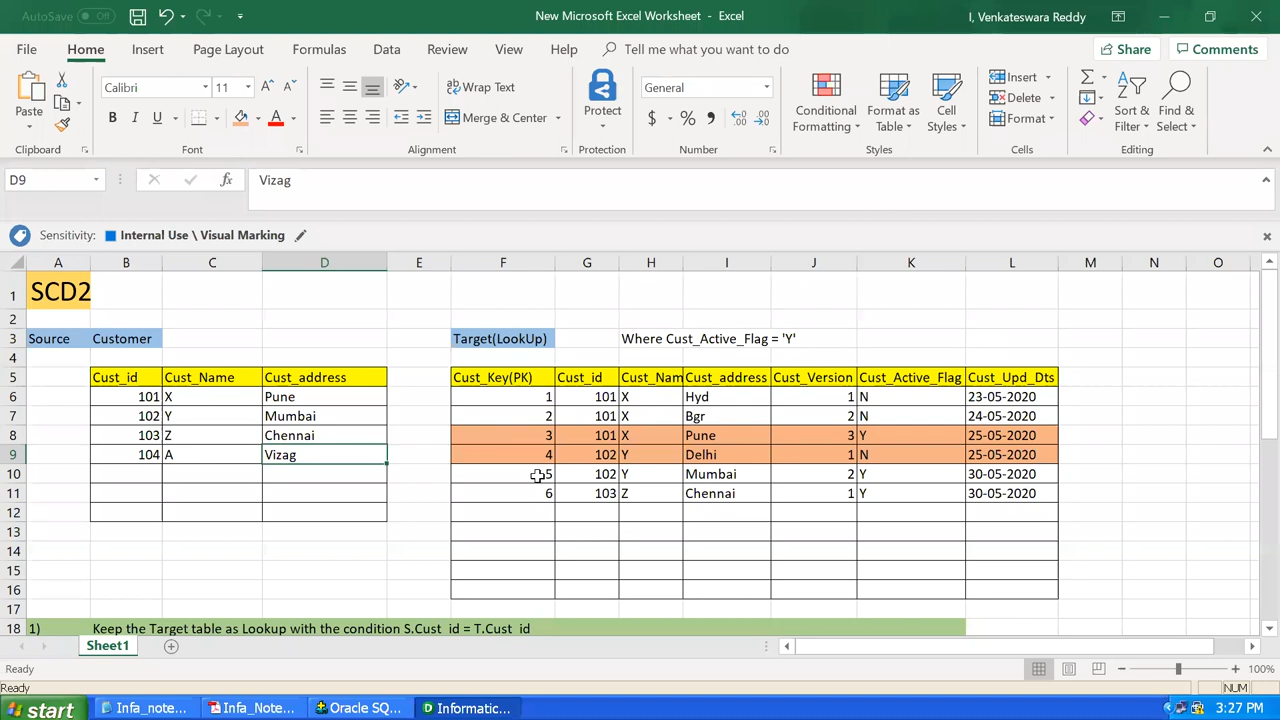 AutoSave Off
New Microsoft Excel Worksheet - Excel
I, Venkateswara Reddy
File Home Insert Page Layout Formulas Data Review View Help Tell me what you want to do Share Comments
Paste
Clipboard
Calibri 11
B I U
A A
Font
Wrap Text
Merge & Center
Alignment
Protect
Protection
General
$ % ,
Number
Conditional Formatting
Format as Table
Cell Styles
Styles
Insert
Delete
Format
Cells
Sort & Filter
Find & Select
Editing
D9 fx Vizag
Sensitivity: Internal Use \ Visual Marking
A B C D E F G H I J K L M N O
1 SCD2
2
3 Source Customer Target(LookUp) Where Cust_Active_Flag = 'Y'
4
5 Cust_id Cust_Name Cust_address Cust_Key(PK) Cust_id Cust_Nam Cust_address Cust_Version Cust_Active_Flag Cust_Upd_Dts
6 101 X Pune 1 101 X Hyd 1 N 23-05-2020
7 102 Y Mumbai 2 101 X Bgr 2 N 24-05-2020
8 103 Z Chennai 3 101 X Pune 3 Y 25-05-2020
9 104 A Vizag 4 102 Y Delhi 1 N 25-05-2020
10 5 102 Y Mumbai 2 Y 30-05-2020
11 6 103 Z Chennai 1 Y 30-05-2020
12
13
14
15
16
17
18 1) Keep the Target table as Lookup with the condition S.Cust_id = T.Cust_id
Sheet1
Ready 100%
Ready NUM
start Infa_note... Infa_Note... Oracle SQ... Informatic... 3:27 PM